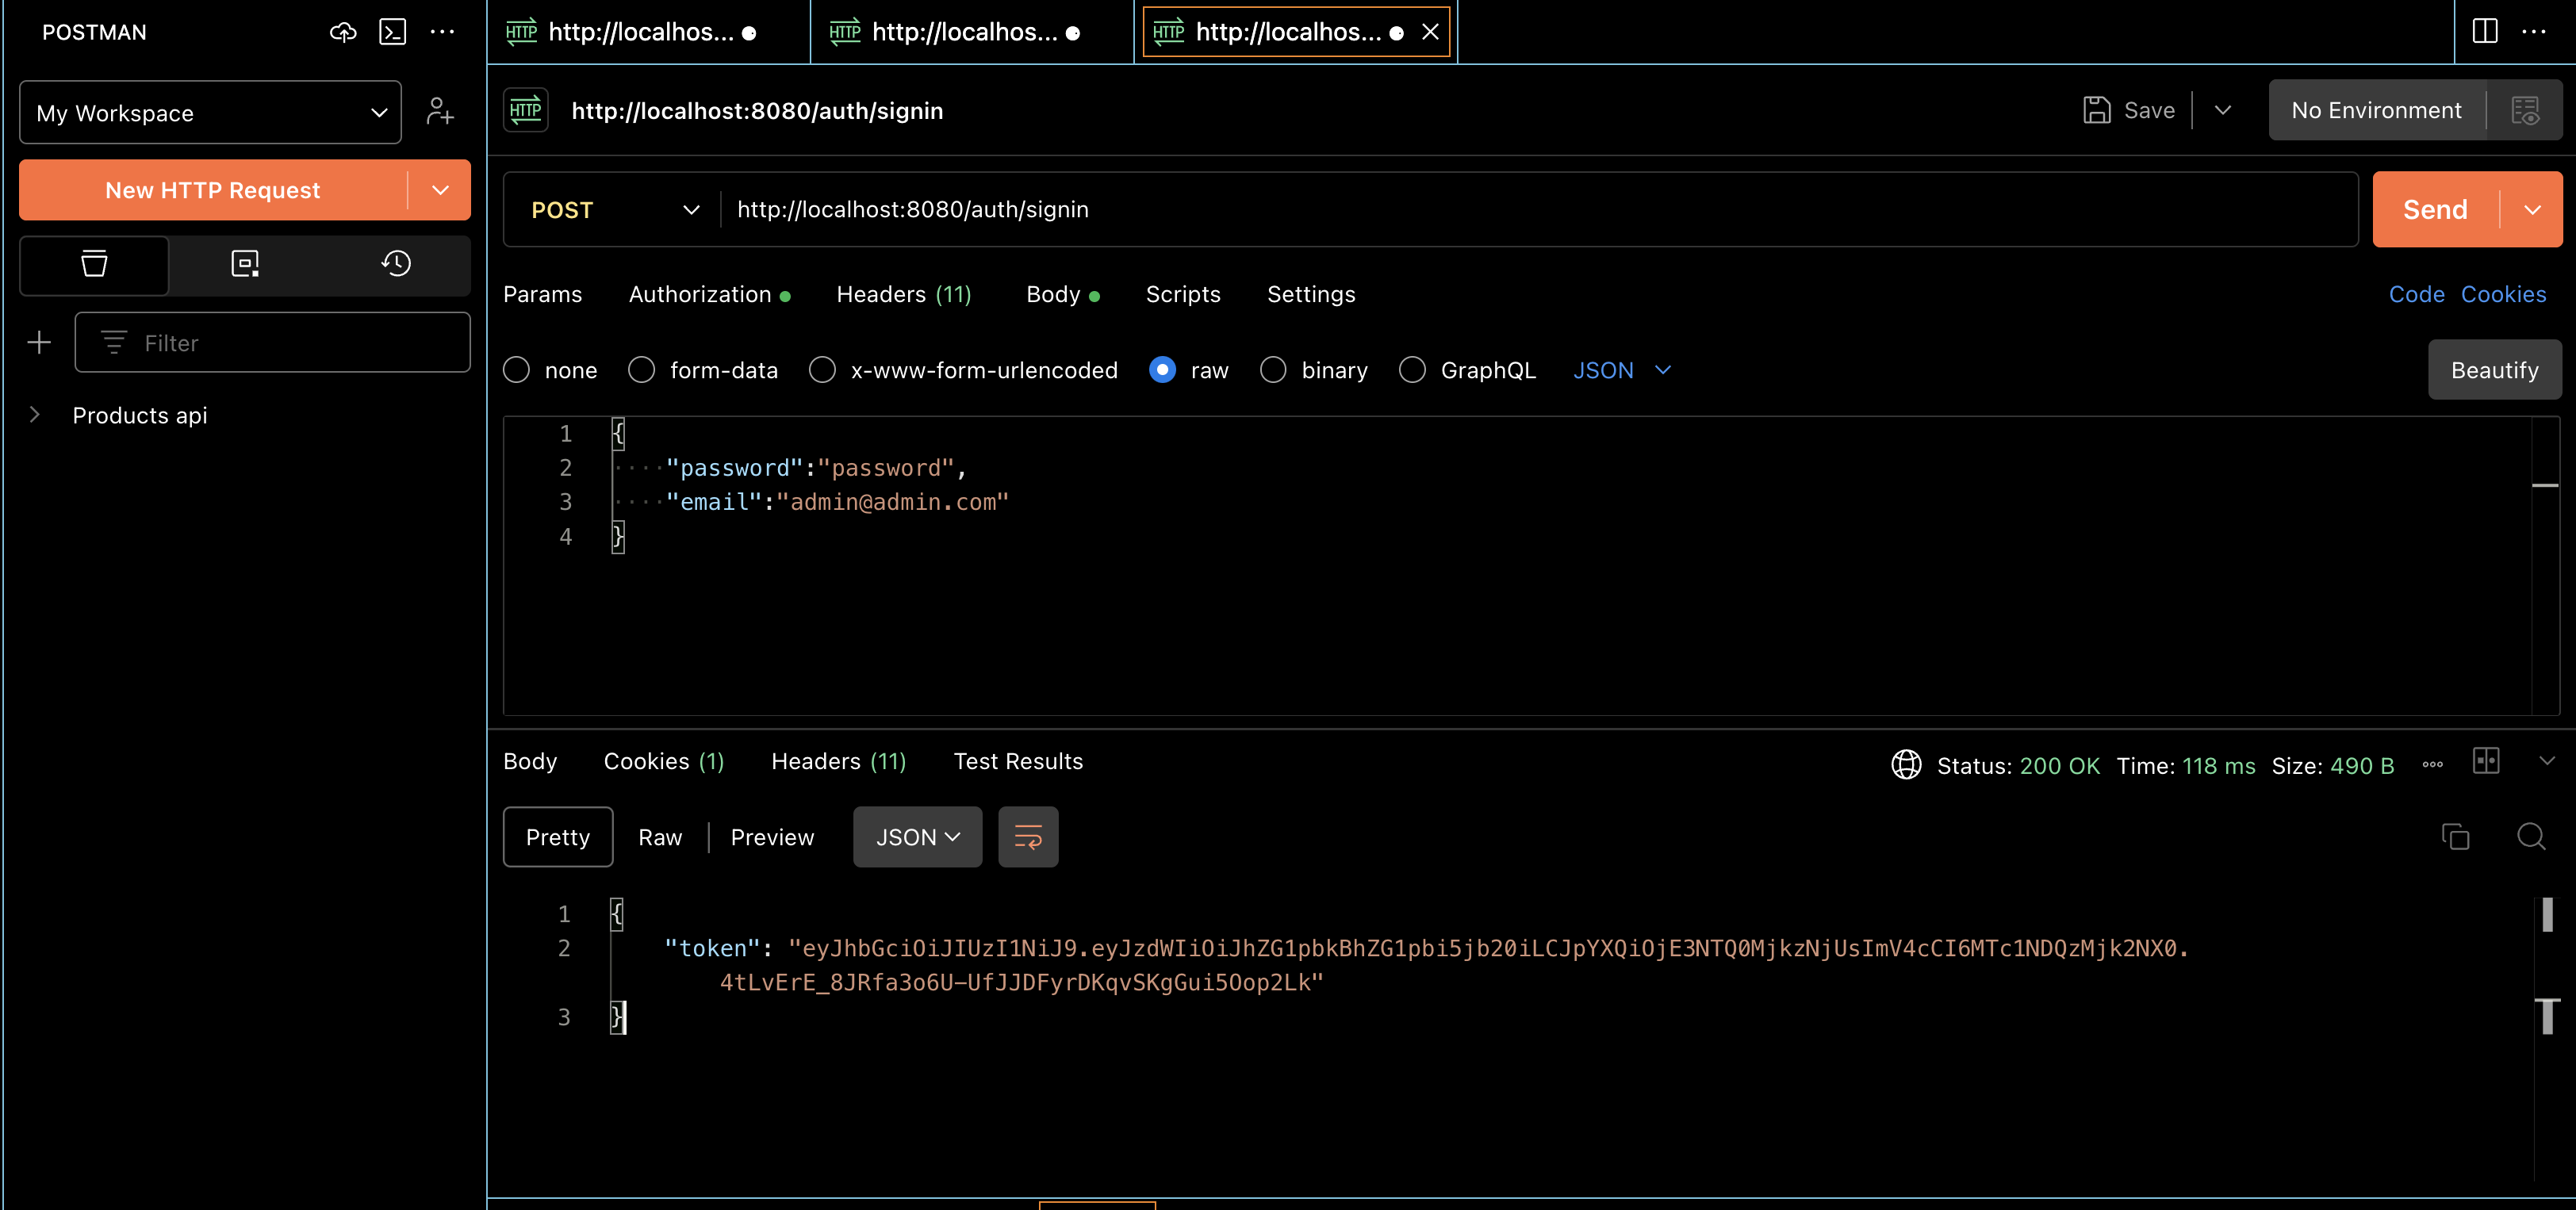 POSTMAN
My Workspace
New HTTP Request
Filter
Products api
HTTP http://localhos...
HTTP http://localhos...
HTTP http://localhos...
HTTP http://localhost:8080/auth/signin
Save
No Environment
POST http://localhost:8080/auth/signin
Send
Params Authorization Headers (11) Body Scripts Settings
Code Cookies
none form-data x-www-form-urlencoded raw binary GraphQL JSON
Beautify
1 {
2 "password":"password",
3 "email":"admin@admin.com"
4 }
Body Cookies (1) Headers (11) Test Results
Status: 200 OK Time: 118 ms Size: 490 B
Pretty Raw Preview JSON
1 {
2 "token": "eyJhbGciOiJIUzI1NiJ9.eyJzdWIiOiJhZG1pbkBhZG1pbi5jb20iLCJpYXQiOjE3NTQ0MjkzNjUsImV4cCI6MTc1NDQzMjk2NX0.
4tLvErE_8JRfa3o6U-UfJJDFyrDKqvSKgGui5Oop2Lk"
3 }